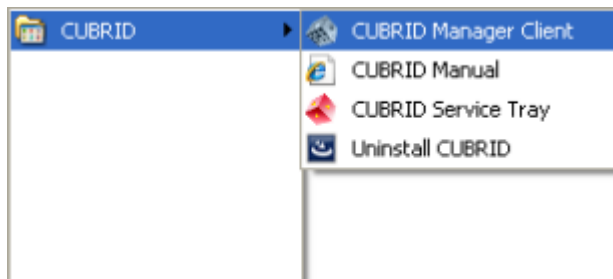 CUBRID
CUBRID Manager Client
CUBRID Manual
CUBRID Service Tray
Uninstall CUBRID